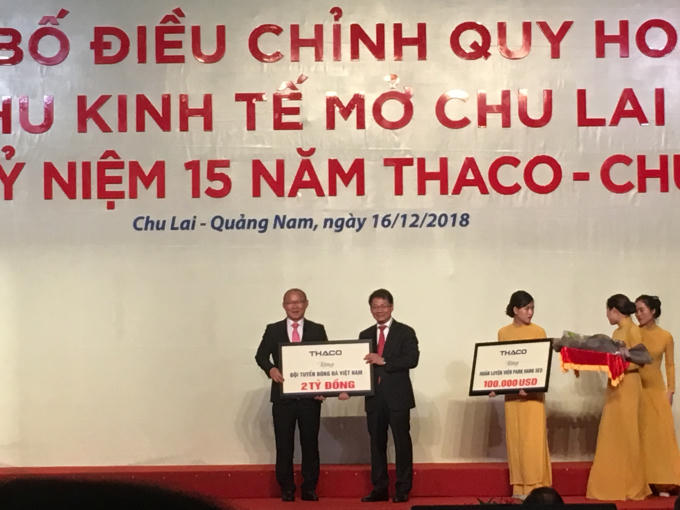 BỐ ĐIỀU CHỈNH QUY HO
HU KINH TẾ MỞ CHU LAI
Ỷ NIỆM 15 NĂM THACO - CHU
Chu Lai - Quảng Nam, ngày 16/12/2018
THACO
tặng
ĐỘI TUYỂN BÓNG ĐÁ VIỆT NAM
2 TỶ ĐỒNG
THACO
tặng
HUẤN LUYỆN VIÊN PARK HANG SEO
100.000 USD